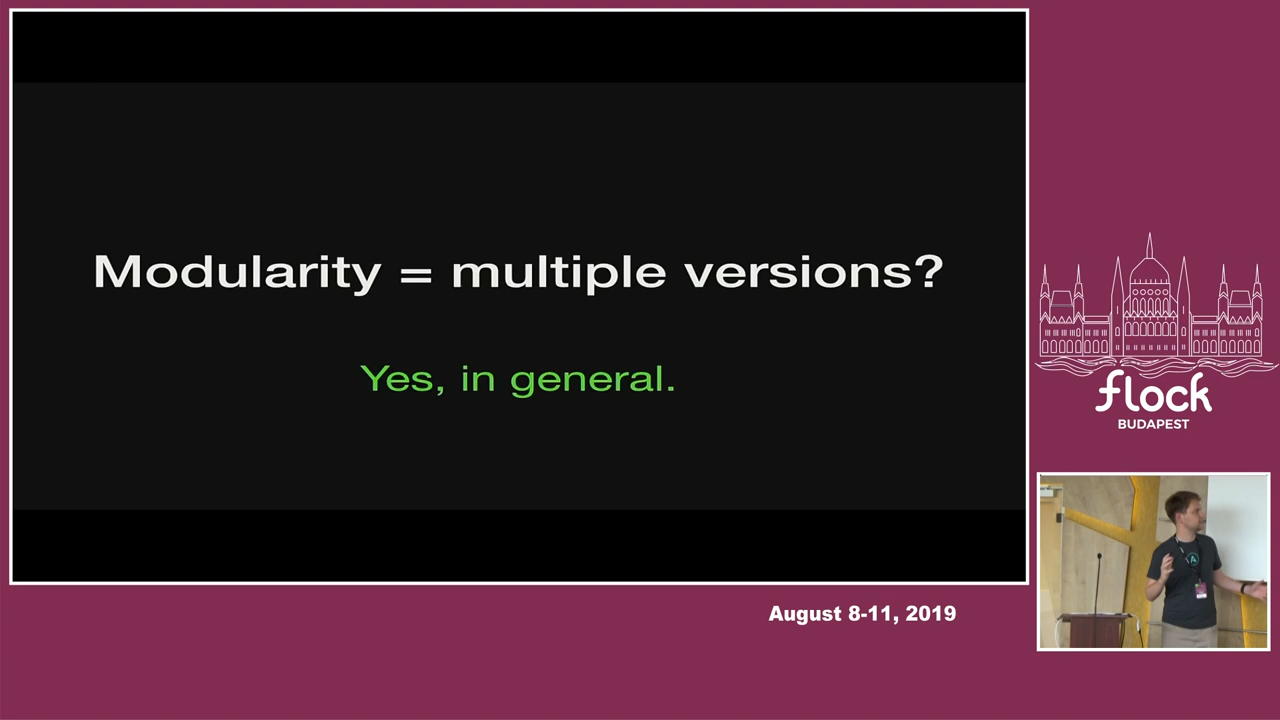 Modularity = multiple versions?
Yes, in general.
flock
BUDAPEST
August 8-11, 2019